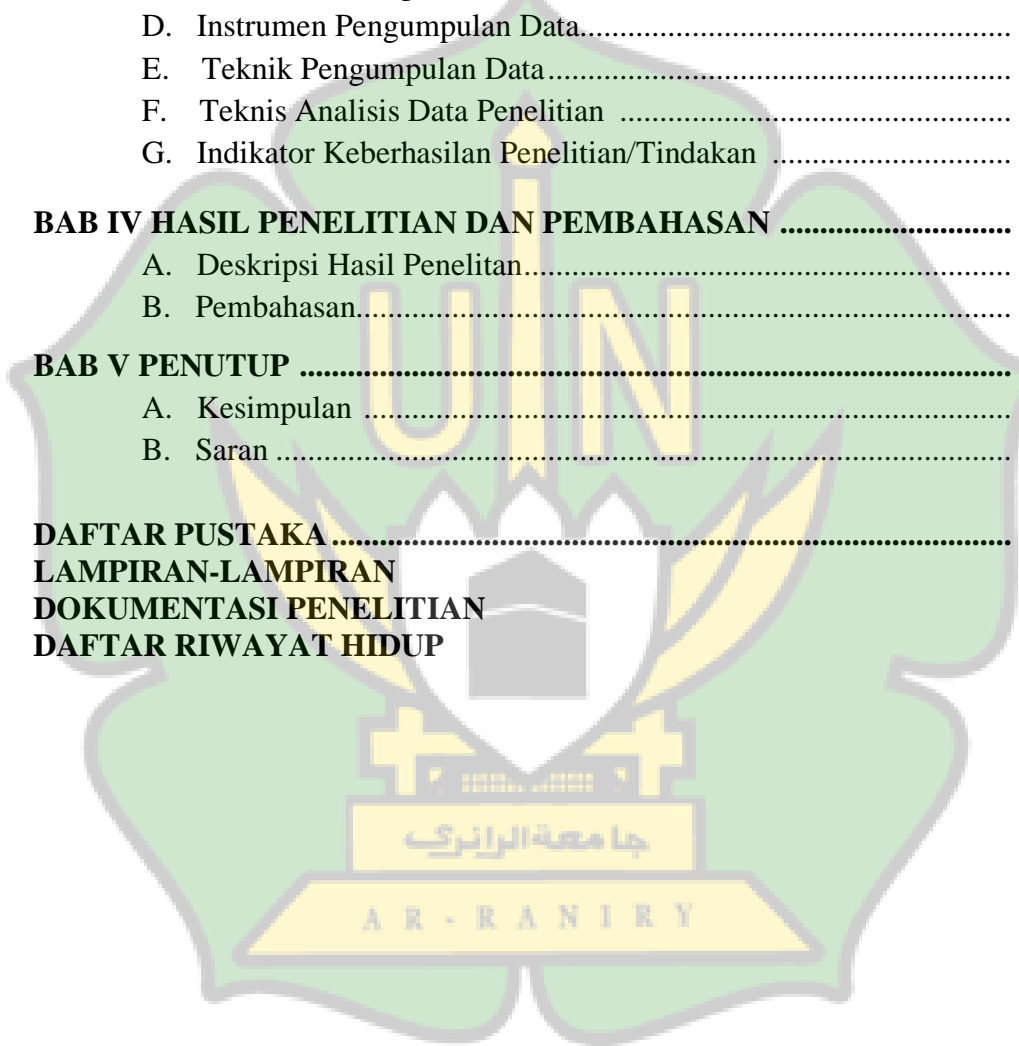 D. Instrumen Pengumpulan Data.......................................................
E. Teknik Pengumpulan Data...........................................................
F. Teknis Analisis Data Penelitian ..................................................
G. Indikator Keberhasilan Penelitian/Tindakan ..............................
BAB IV HASIL PENELITIAN DAN PEMBAHASAN .............................
A. Deskripsi Hasil Penelitan..............................................................
B. Pembahasan...................................................................................
BAB V PENUTUP ..........................................................................................
A. Kesimpulan ..................................................................................
B. Saran .............................................................................................
DAFTAR PUSTAKA......................................................................................
LAMPIRAN-LAMPIRAN
DOKUMENTASI PENELITIAN
DAFTAR RIWAYAT HIDUP
UIN
جامعة الرانري
AR-RANIRY